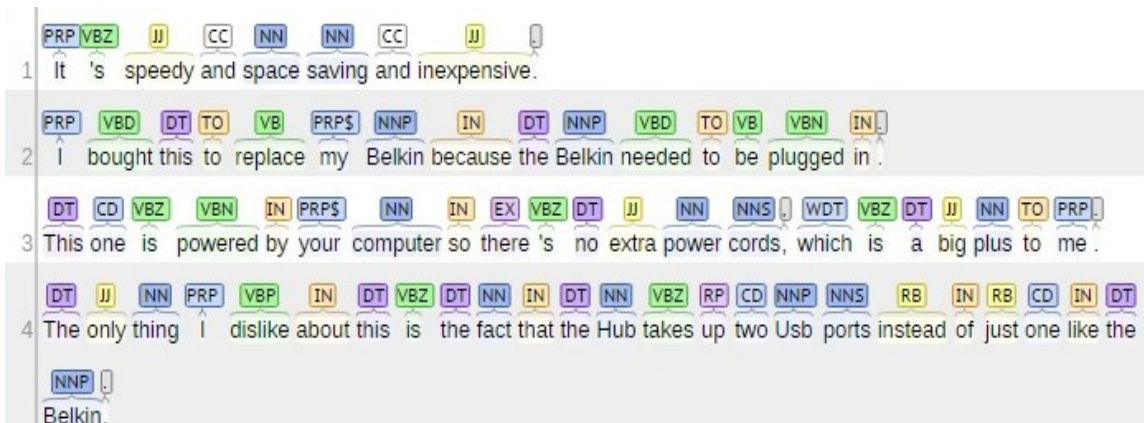 PRP VBZ JJ CC NN NN CC JJ .
1 It 's speedy and space saving and inexpensive.
PRP VBD DT TO VB PRP$ NNP IN DT NNP VBD TO VB VBN IN .
2 I bought this to replace my Belkin because the Belkin needed to be plugged in .
DT CD VBZ VBN IN PRP$ NN IN EX VBZ DT JJ NN NNS , WDT VBZ DT JJ NN TO PRP .
3 This one is powered by your computer so there 's no extra power cords, which is a big plus to me .
DT JJ NN PRP VBP IN DT VBZ DT NN IN DT NN VBZ RP CD NNP NNS RB IN RB CD IN DT
4 The only thing I dislike about this is the fact that the Hub takes up two Usb ports instead of just one like the
NNP .
Belkin.